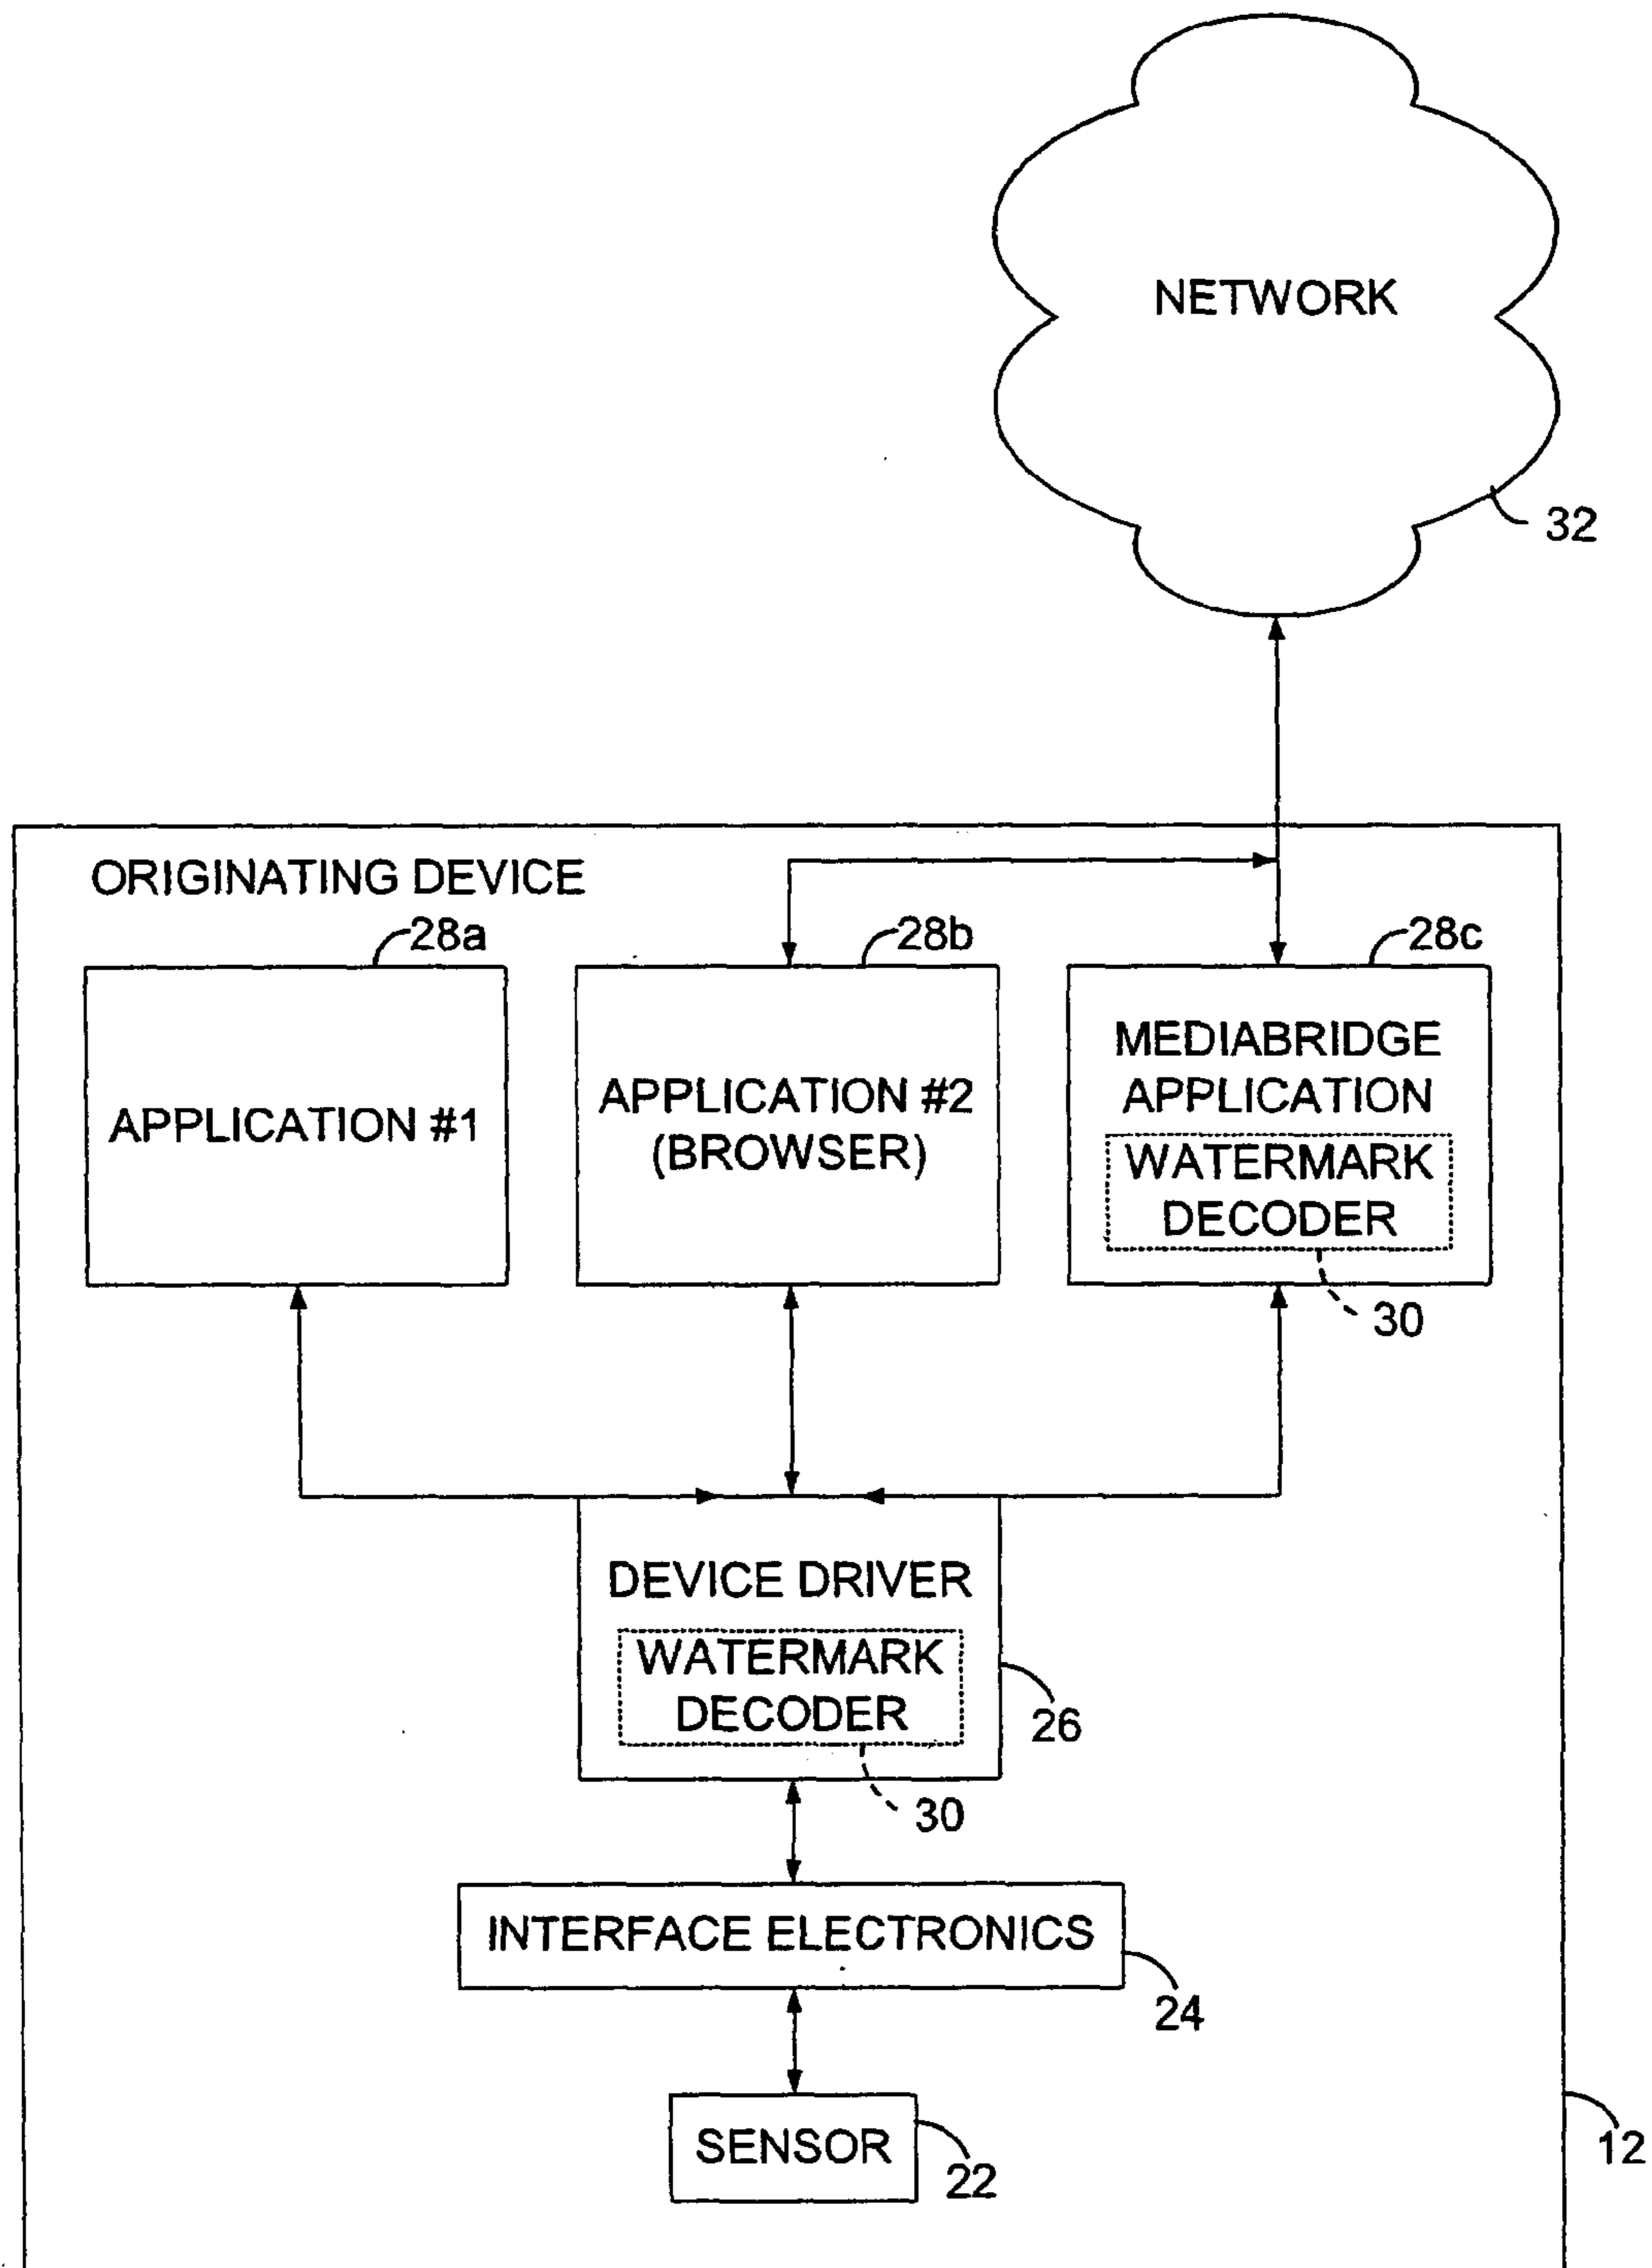 NETWORK
32
ORIGINATING DEVICE
28a
28b
28c
APPLICATION #1
APPLICATION #2
(BROWSER)
MEDIABRIDGE
APPLICATION
WATERMARK
DECODER
30
DEVICE DRIVER
WATERMARK
DECODER
26
30
INTERFACE ELECTRONICS
24
SENSOR
22
12